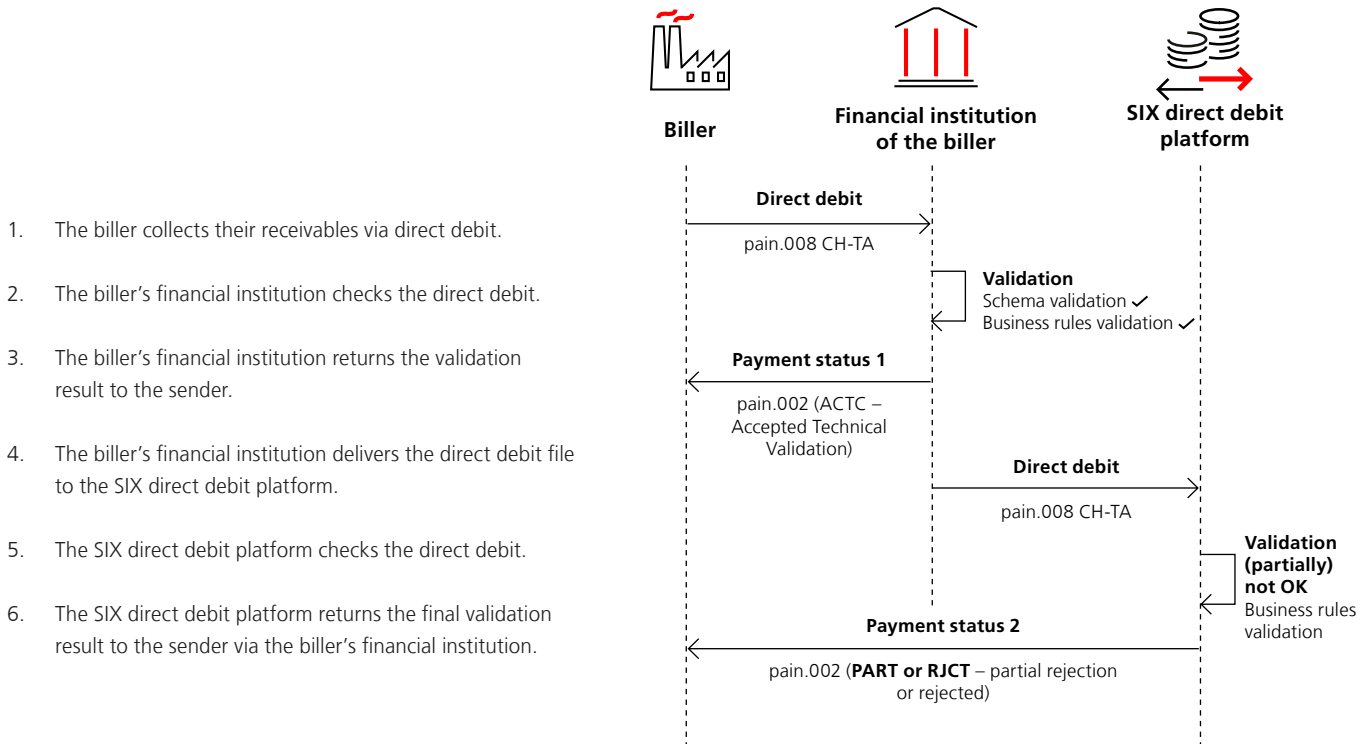 1. The biller collects their receivables via direct debit.
2. The biller’s financial institution checks the direct debit.
3. The biller’s financial institution returns the validation
result to the sender.
4. The biller’s financial institution delivers the direct debit file
to the SIX direct debit platform.
5. The SIX direct debit platform checks the direct debit.
6. The SIX direct debit platform returns the final validation
result to the sender via the biller’s financial institution.
Biller
Financial institution
of the biller
SIX direct debit
platform
Direct debit
pain.008 CH-TA
Validation
Schema validation ✓
Business rules validation ✓
Payment status 1
pain.002 (ACTC –
Accepted Technical
Validation)
Direct debit
pain.008 CH-TA
Validation
(partially)
not OK
Business rules
validation
Payment status 2
pain.002 (PART or RJCT – partial rejection
or rejected)